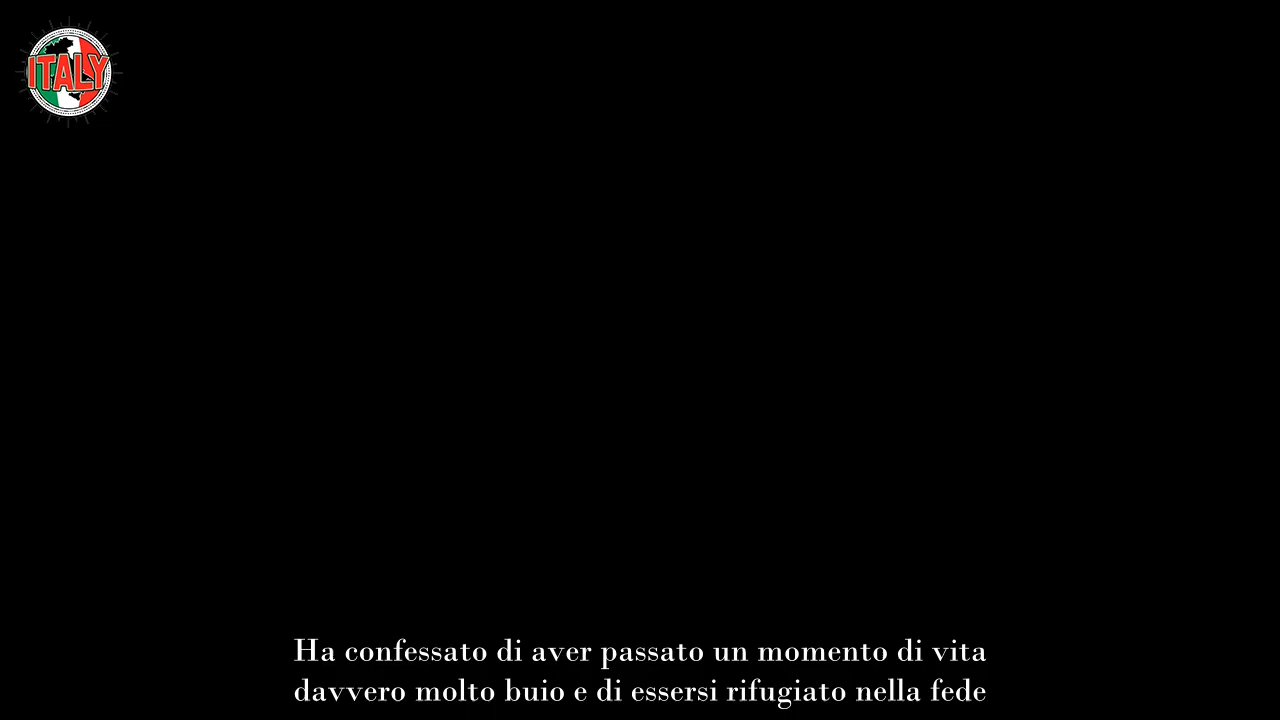 ITALY
Ha confessato di aver passato un momento di vita
davvero molto buio e di essersi rifugiato nella fede